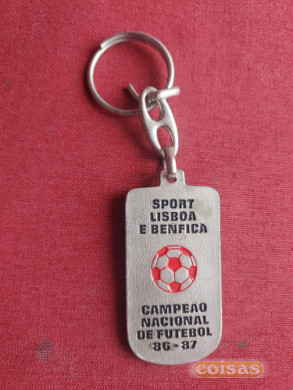 SPORT
LISBOA
E BENFICA
CAMPEAO
NACIONAL
DE FUTEBOL
86-87
coisas